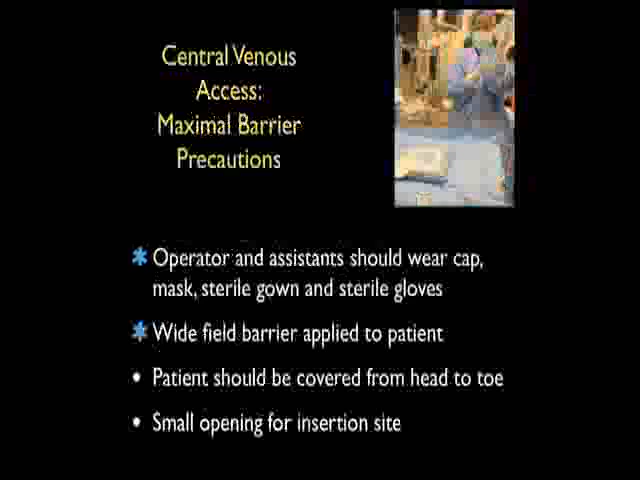 Central Venous
Access:
Maximal Barrier
Precautions
* Operator and assistants should wear cap,
mask, sterile gown and sterile gloves
* Wide field barrier applied to patient
• Patient should be covered from head to toe
• Small opening for insertion site